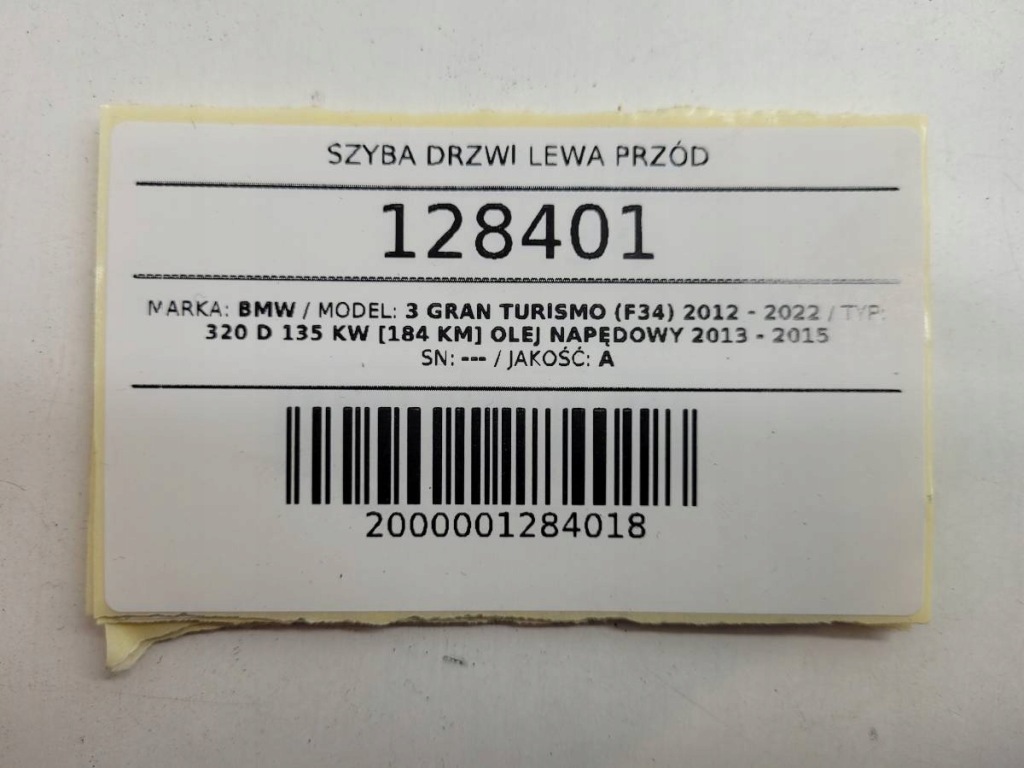 SZYBA DRZWI LEWA PRZÓD
128401
MARKA: BMW / MODEL: 3 GRAN TURISMO (F34) 2012 - 2022 / TYP:
320 D 135 KW [184 KM] OLEJ NAPĘDOWY 2013 - 2015
SN: --- / JAKOŚĆ: A
2000001284018